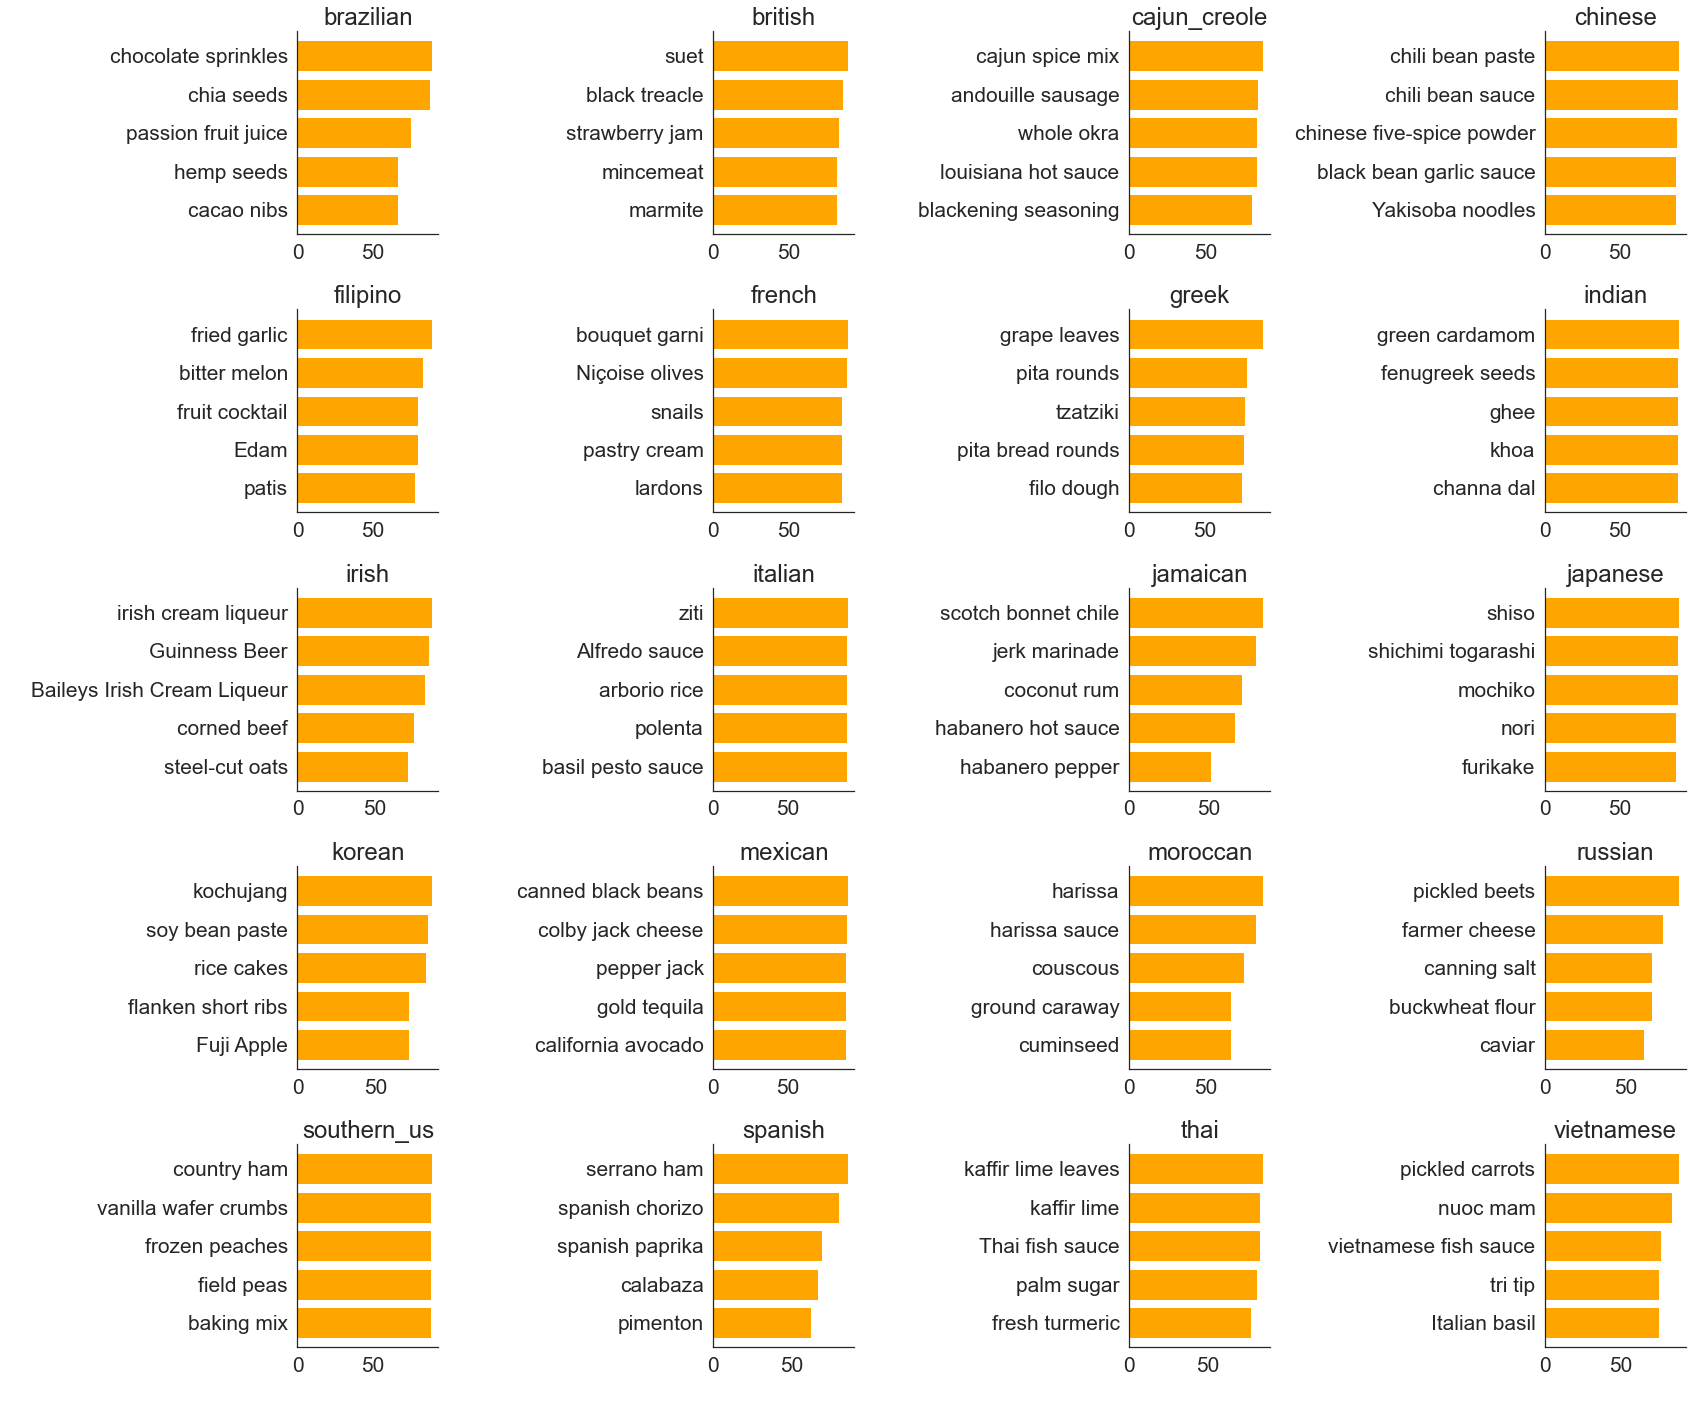 brazilian
chocolate sprinkles
chia seeds
passion fruit juice
hemp seeds
cacao nibs
0 50
british
suet
black treacle
strawberry jam
mincemeat
marmite
0 50
cajun_creole
cajun spice mix
andouille sausage
whole okra
louisiana hot sauce
blackening seasoning
0 50
chinese
chili bean paste
chili bean sauce
chinese five-spice powder
black bean garlic sauce
Yakisoba noodles
0 50
filipino
fried garlic
bitter melon
fruit cocktail
Edam
patis
0 50
french
bouquet garni
Niçoise olives
snails
pastry cream
lardons
0 50
greek
grape leaves
pita rounds
tzatziki
pita bread rounds
filo dough
0 50
indian
green cardamom
fenugreek seeds
ghee
khoa
channa dal
0 50
irish
irish cream liqueur
Guinness Beer
Baileys Irish Cream Liqueur
corned beef
steel-cut oats
0 50
italian
ziti
Alfredo sauce
arborio rice
polenta
basil pesto sauce
0 50
jamaican
scotch bonnet chile
jerk marinade
coconut rum
habanero hot sauce
habanero pepper
0 50
japanese
shiso
shichimi togarashi
mochiko
nori
furikake
0 50
korean
kochujang
soy bean paste
rice cakes
flanken short ribs
Fuji Apple
0 50
mexican
canned black beans
colby jack cheese
pepper jack
gold tequila
california avocado
0 50
moroccan
harissa
harissa sauce
couscous
ground caraway
cuminseed
0 50
russian
pickled beets
farmer cheese
canning salt
buckwheat flour
caviar
0 50
southern_us
country ham
vanilla wafer crumbs
frozen peaches
field peas
baking mix
0 50
spanish
serrano ham
spanish chorizo
spanish paprika
calabaza
pimenton
0 50
thai
kaffir lime leaves
kaffir lime
Thai fish sauce
palm sugar
fresh turmeric
0 50
vietnamese
pickled carrots
nuoc mam
vietnamese fish sauce
tri tip
Italian basil
0 50